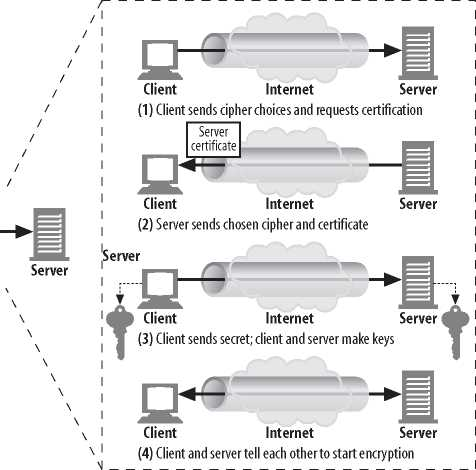 Client Internet Server
(1) Client sends cipher choices and requests certification
Server
certificate
Client Internet Server
(2) Server sends chosen cipher and certificate
Server
Server
Client Internet Server
(3) Client sends secret; client and server make keys
Client Internet Server
(4) Client and server tell each other to start encryption